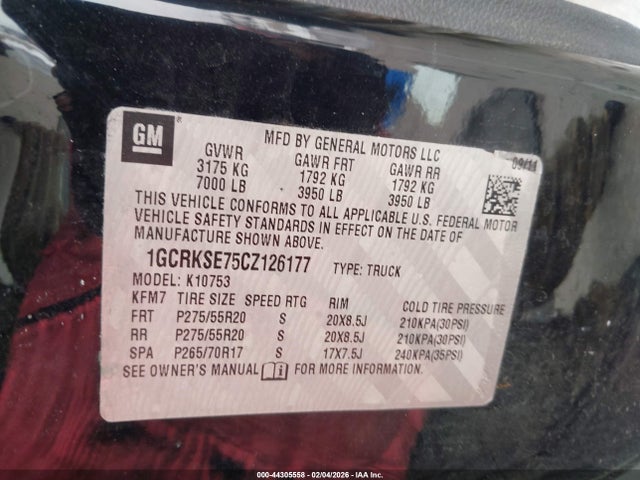 GM
MFD BY GENERAL MOTORS LLC
09/11
GVWR GAWR FRT GAWR RR
3175 KG 1792 KG 1792 KG
7000 LB 3950 LB 3950 LB
THIS VEHICLE CONFORMS TO ALL APPLICABLE U.S. FEDERAL MOTOR
VEHICLE SAFETY STANDARDS IN EFFECT ON THE DATE OF
MANUFACTURE SHOWN ABOVE.
1GCRKSE75CZ126177 TYPE: TRUCK
MODEL: K10753
KFM7 TIRE SIZE SPEED RTG RIM COLD TIRE PRESSURE
FRT P275/55R20 S 20X8.5J 210KPA(30PSI)
RR P275/55R20 S 20X8.5J 210KPA(30PSI)
SPA P265/70R17 S 17X7.5J 240KPA(35PSI)
SEE OWNER'S MANUAL FOR MORE INFORMATION.
000-44305558 - 02/04/2026 - IAA Inc.